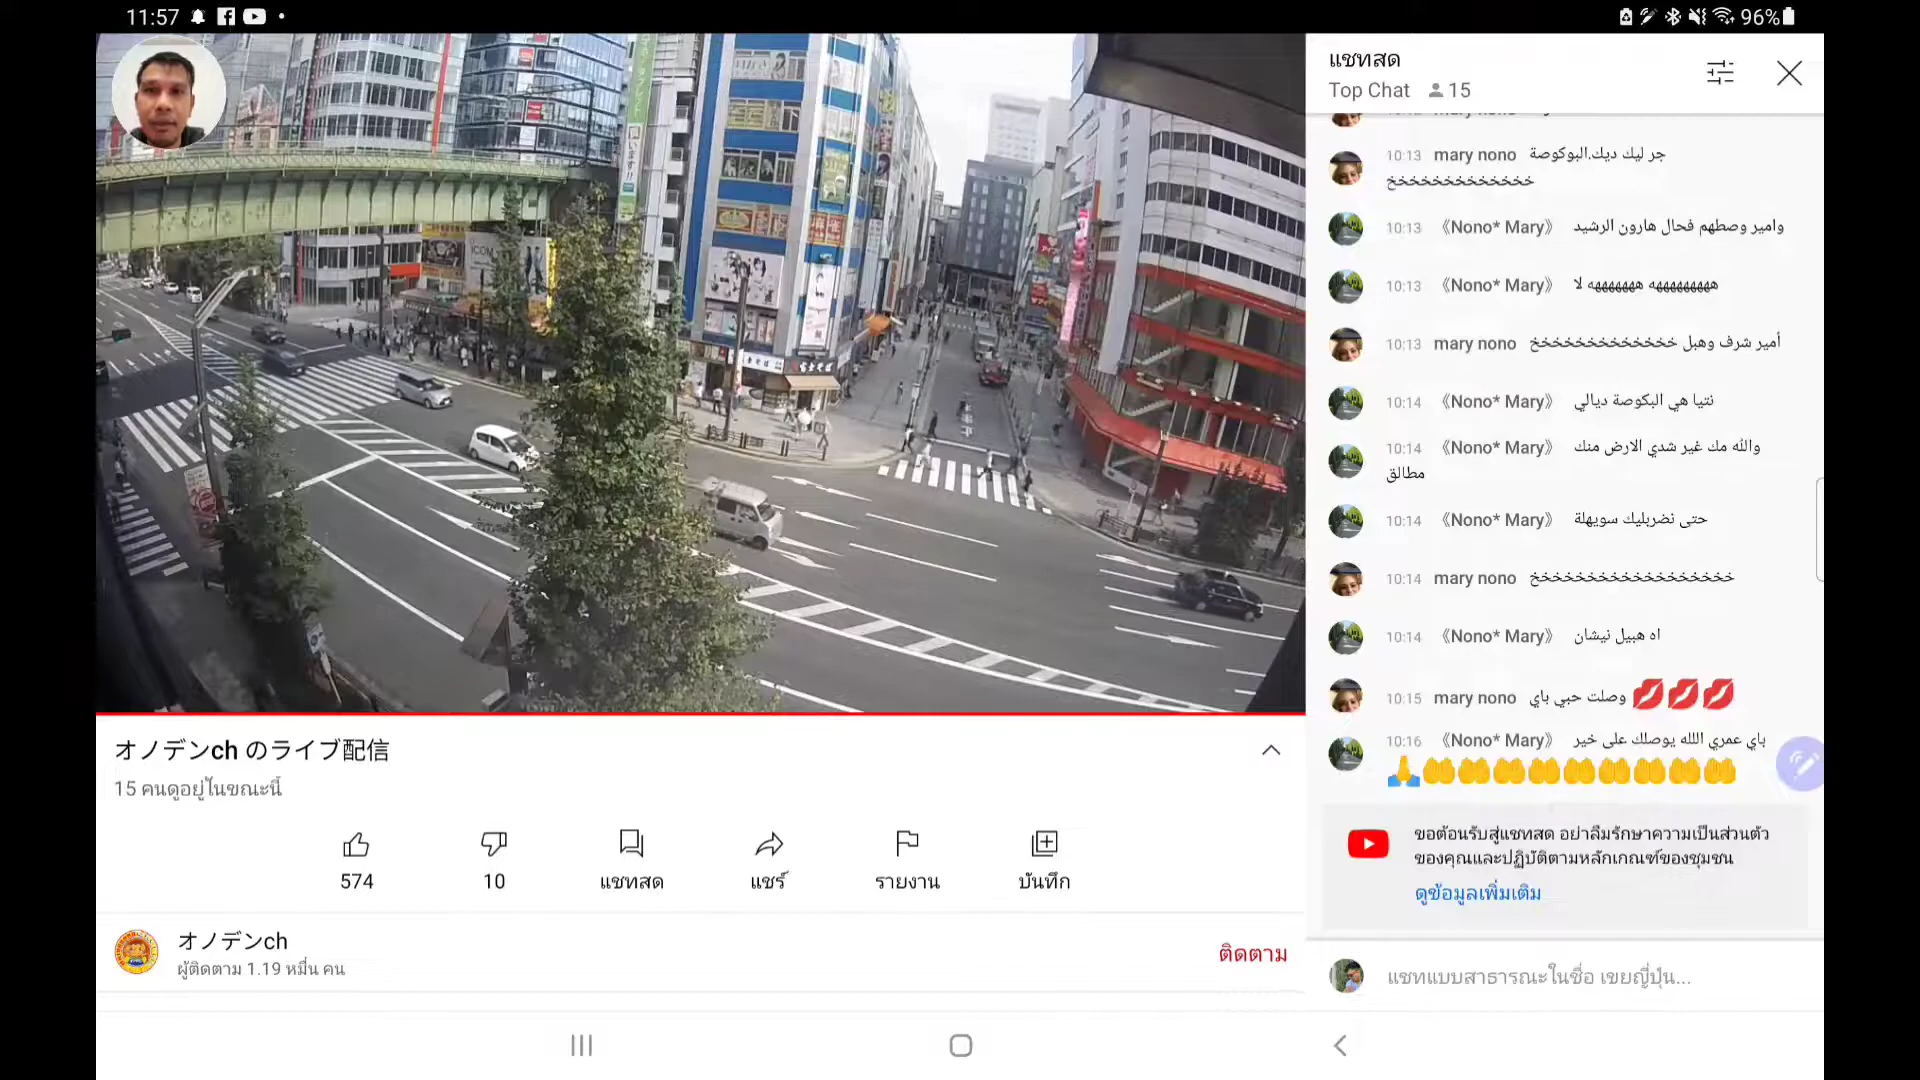 11:57
96%
ICOM
富士そば
แชทสด
Top Chat 15
10:13 mary nono جر ليك ديك.البوكوصة
خخخخخخخخخخخخخ
10:13 《Nono* Mary》 وامير وصطهم فحال هارون الرشيد
10:13 《Nono* Mary》 هههههههههه ههههههه لا
10:13 mary nono أمير شرف وهبل خخخخخخخخخخخخخ
10:14 《Nono* Mary》 نتيا هي البكوصة ديالي
10:14 《Nono* Mary》 والله مك غير شدي الارض منك
مطالق
10:14 《Nono* Mary》 حتى نضربليك سويهلة
10:14 mary nono خخخخخخخخخخخخخخخخخخ
10:14 《Nono* Mary》 اه هبيل نيشان
10:15 mary nono وصلت حبي باي 💋💋💋
10:16 《Nono* Mary》 باي عمري اللله يوصلك على خير
🙏🤲🤲🤲🤲🤲🤲🤲🤲🤲
ขอต้อนรับสู่แชทสด อย่าลืมรักษาความเป็นส่วนตัว
ของคุณและปฏิบัติตามหลักเกณฑ์ของชุมชน
ดูข้อมูลเพิ่มเติม
แชทแบบสาธารณะในชื่อ เขยญี่ปุ่น...
オノデンch のライブ配信
15 คนดูอยู่ในขณะนี้
574
10
แชทสด
แชร์
รายงาน
บันทึก
オノデンch
ผู้ติดตาม 1.19 หมื่น คน
ติดตาม